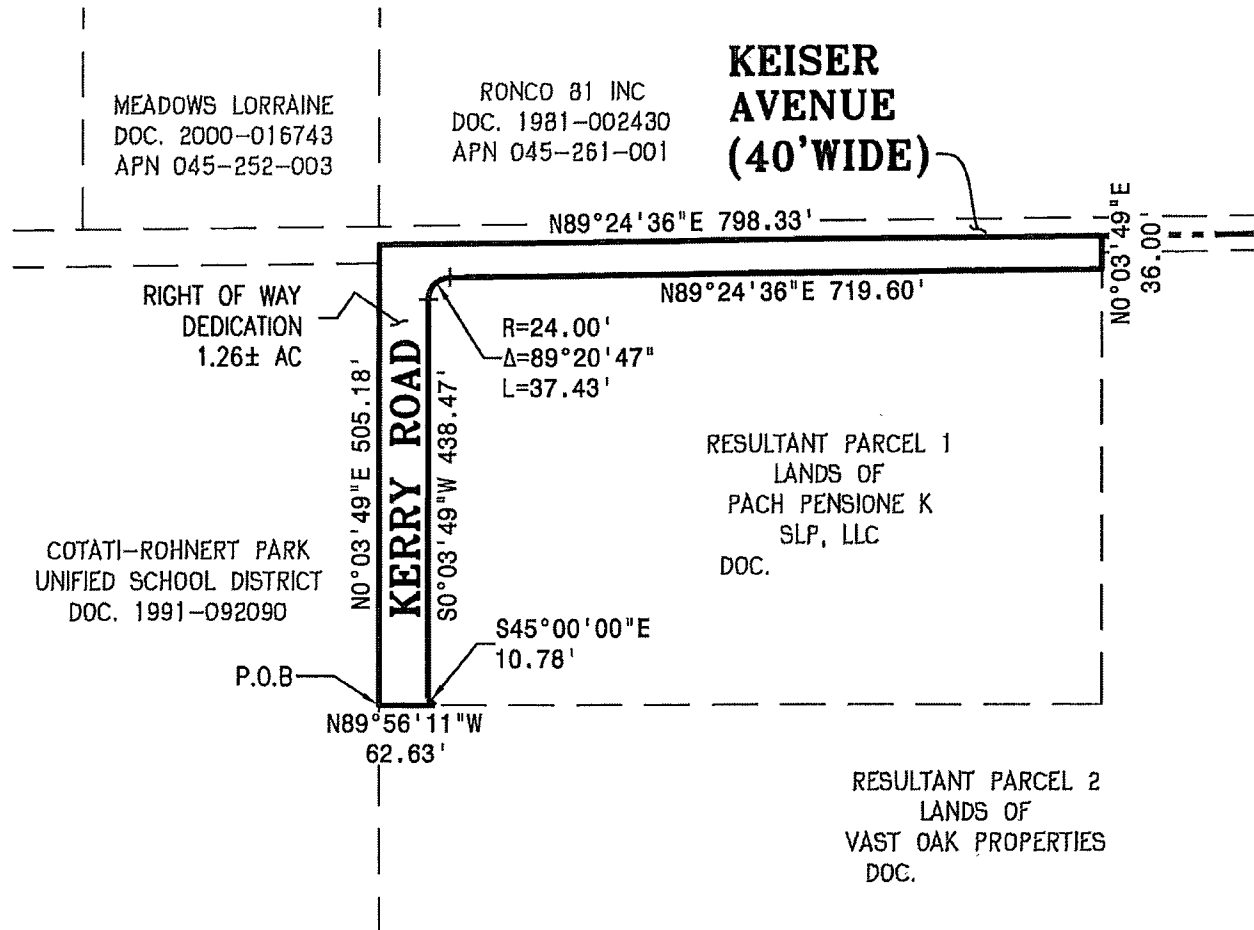 MEADOWS LORRAINE
DOC. 2000-016743
APN 045-252-003
RONCO 81 INC
DOC. 1981-002430
APN 045-261-001
KEISER
AVENUE
(40'WIDE)
N89°24'36"E 798.33'
N0°03'49"E
36.00'
N89°24'36"E 719.60'
RIGHT OF WAY
DEDICATION
1.26± AC
R=24.00'
Δ=89°20'47"
L=37.43'
N0°03'49"E 505.18'
KERRY ROAD
S0°03'49"W 438.47'
RESULTANT PARCEL 1
LANDS OF
PACH PENSIONE K
SLP, LLC
DOC.
COTATI-ROHNERT PARK
UNIFIED SCHOOL DISTRICT
DOC. 1991-092090
S45°00'00"E
10.78'
P.O.B
N89°56'11"W
62.63'
RESULTANT PARCEL 2
LANDS OF
VAST OAK PROPERTIES
DOC.